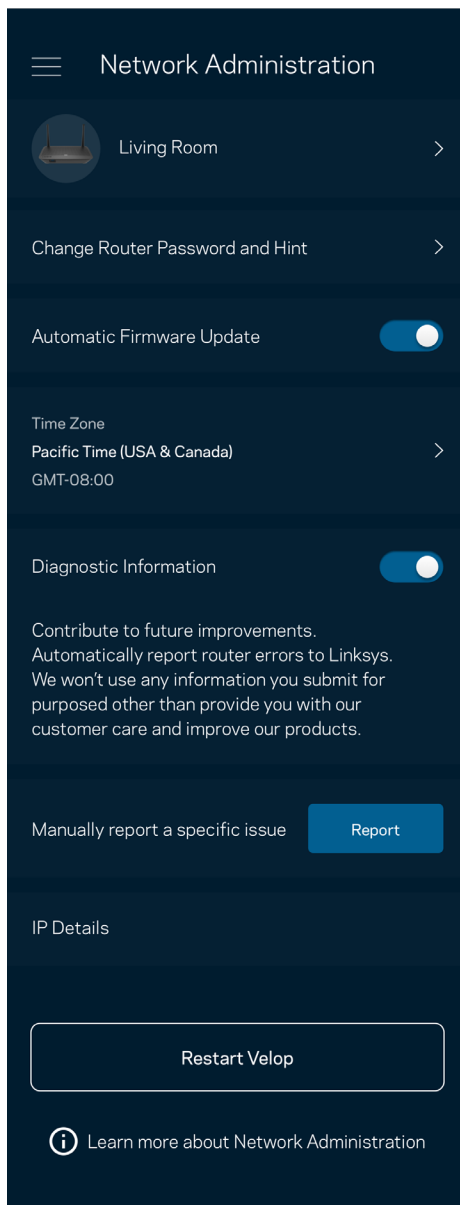 Network Administration
Living Room
Change Router Password and Hint
Automatic Firmware Update
Time Zone
Pacific Time (USA & Canada)
GMT-08:00
Diagnostic Information
Contribute to future improvements.
Automatically report router errors to Linksys.
We won't use any information you submit for
purposed other than provide you with our
customer care and improve our products.
Manually report a specific issue
Report
IP Details
Restart Velop
Learn more about Network Administration